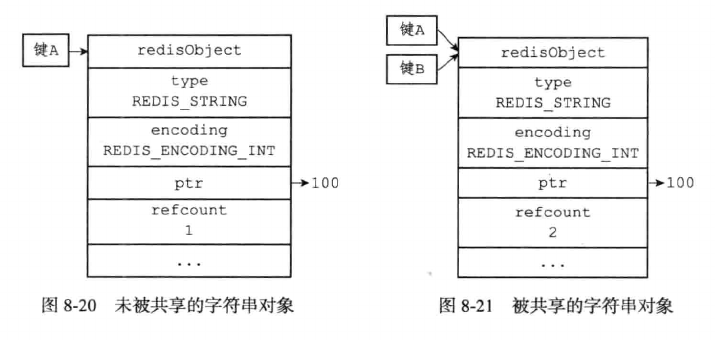 键A
redisObject
type
REDIS_STRING
encoding
REDIS_ENCODING_INT
ptr
100
refcount
1
...
图 8-20 未被共享的字符串对象
键A
键B
redisObject
type
REDIS_STRING
encoding
REDIS_ENCODING_INT
ptr
100
refcount
2
...
图 8-21 被共享的字符串对象